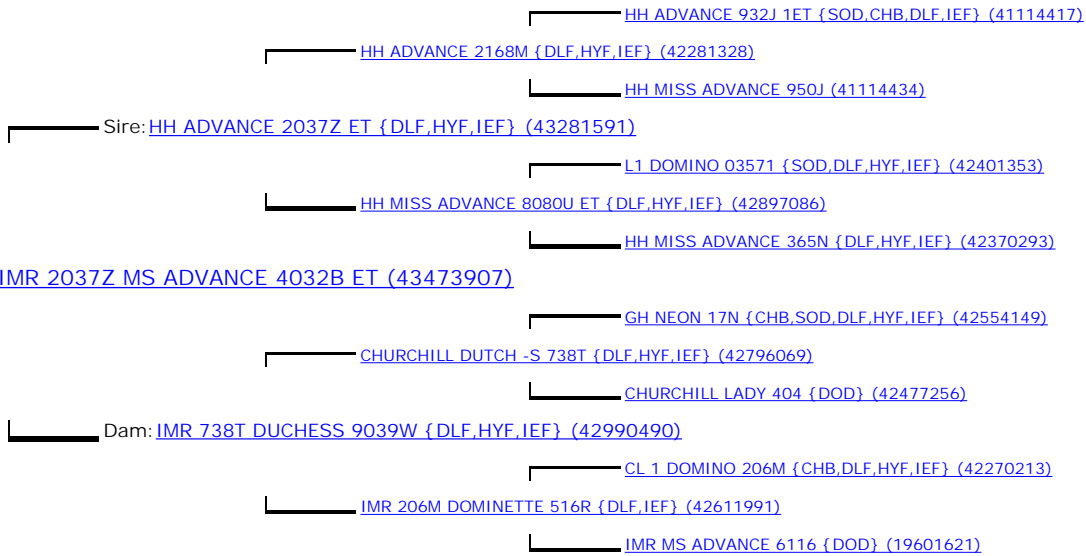 HH ADVANCE 932J 1ET {SOD,CHB,DLF,IEF} (41114417)
HH ADVANCE 2168M {DLF,HYF,IEF} (42281328)
HH MISS ADVANCE 950J (41114434)
Sire: HH ADVANCE 2037Z ET {DLF,HYF,IEF} (43281591)
L1 DOMINO 03571 {SOD,DLF,HYF,IEF} (42401353)
HH MISS ADVANCE 8080U ET {DLF,HYF,IEF} (42897086)
HH MISS ADVANCE 365N {DLF,HYF,IEF} (42370293)
IMR 2037Z MS ADVANCE 4032B ET (43473907)
GH NEON 17N {CHB,SOD,DLF,HYF,IEF} (42554149)
CHURCHILL DUTCH -S 738T {DLF,HYF,IEF} (42796069)
CHURCHILL LADY 404 {DOD} (42477256)
Dam: IMR 738T DUCHESS 9039W {DLF,HYF,IEF} (42990490)
CL 1 DOMINO 206M {CHB,DLF,HYF,IEF} (42270213)
IMR 206M DOMINETTE 516R {DLF,IEF} (42611991)
IMR MS ADVANCE 6116 {DOD} (19601621)